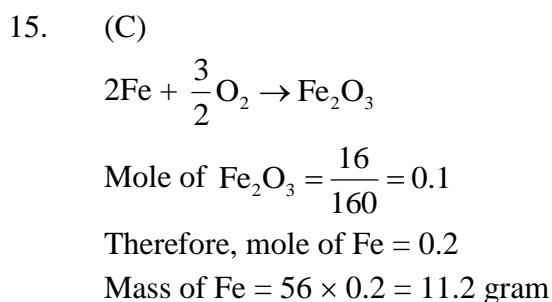 15. (C)
2Fe + 3/2 O₂ → Fe₂O₃
Mole of Fe₂O₃ = 16/160 = 0.1
Therefore, mole of Fe = 0.2
Mass of Fe = 56 × 0.2 = 11.2 gram